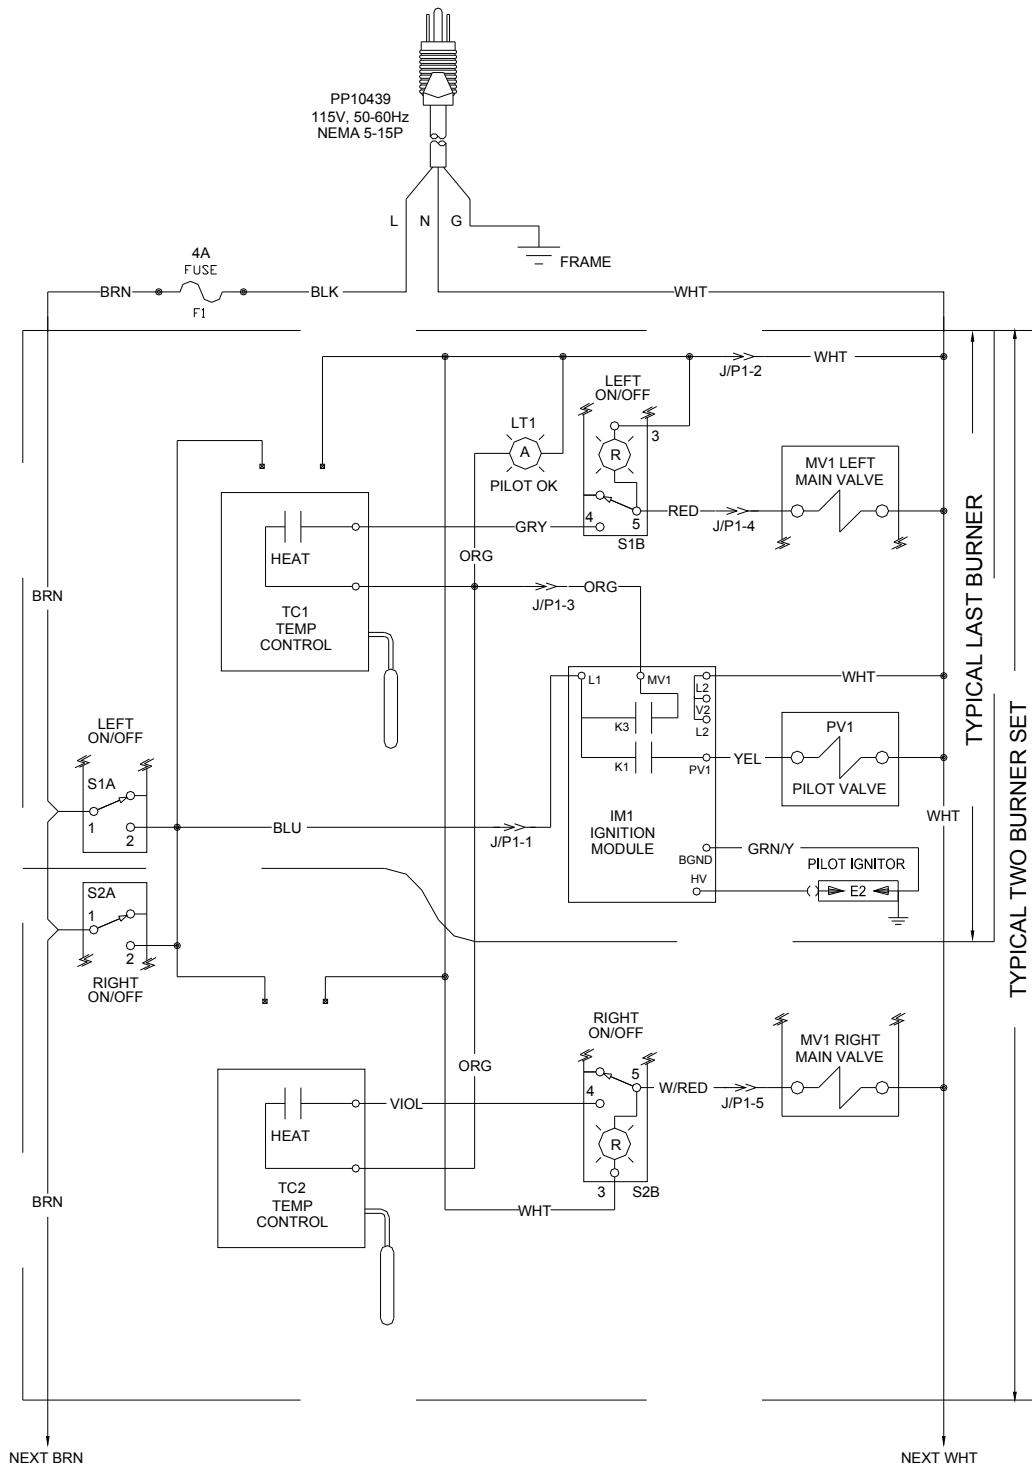 PP10439
115V, 50-60Hz
NEMA 5-15P
L
N
G
FRAME
4A
FUSE
F1
BRN
BLK
WHT
J/P1-2
WHT
LEFT
ON/OFF
3
LT1
A
R
PILOT OK
MV1 LEFT
MAIN VALVE
GRY
4
5
RED
J/P1-4
S1B
HEAT
ORG
BRN
J/P1-3
ORG
TC1
TEMP
CONTROL
TYPICAL LAST BURNER
TYPICAL TWO BURNER SET
L1
MV1
L2
WHT
V2
L2
K3
LEFT
ON/OFF
PV1
K1
PV1
YEL
S1A
PILOT VALVE
1
2
BLU
J/P1-1
IM1
IGNITION
MODULE
WHT
BGND
GRN/Y
PILOT IGNITOR
HV
E2
S2A
1
2
RIGHT
ON/OFF
RIGHT
ON/OFF
MV1 RIGHT
MAIN VALVE
ORG
5
W/RED
J/P1-5
4
VIOL
HEAT
R
TC2
TEMP
CONTROL
3
S2B
BRN
WHT
NEXT BRN
NEXT WHT